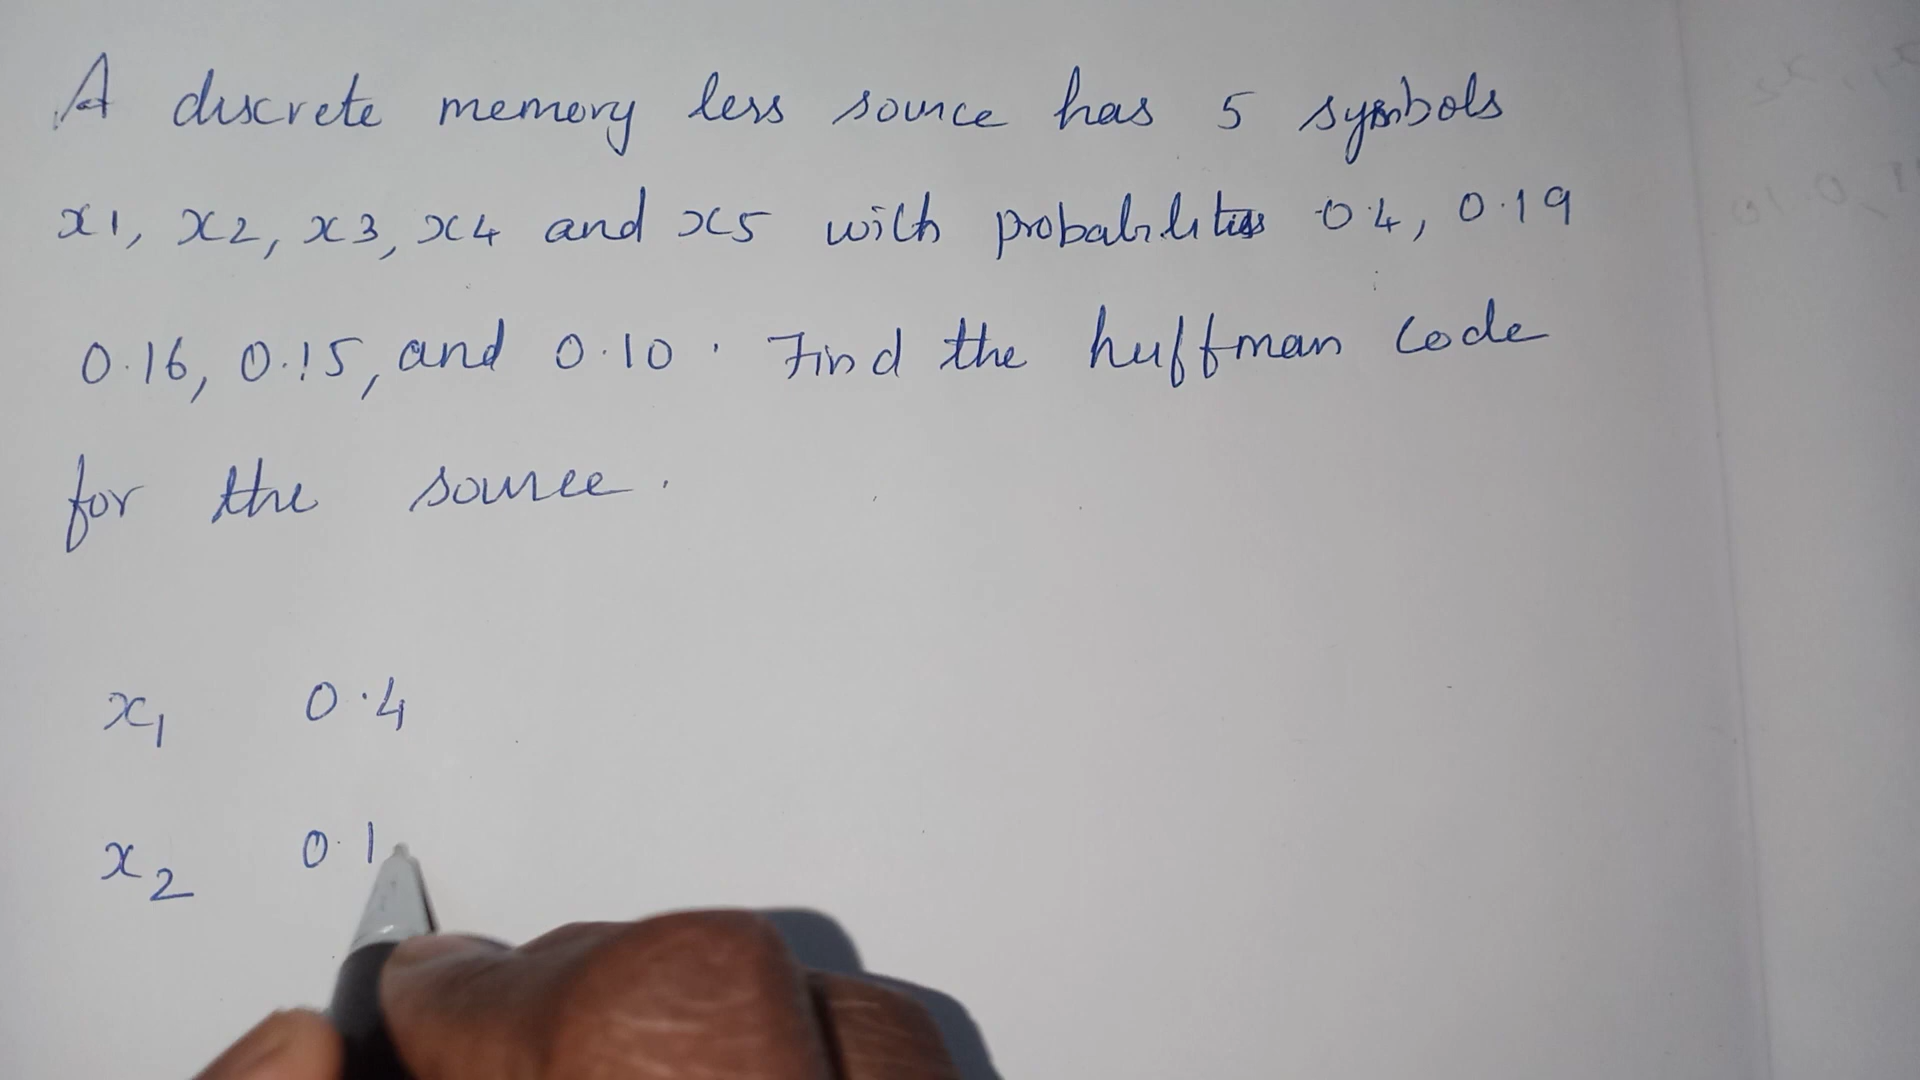 A discrete memory less source has 5 symbols
x1, x2, x3, x4 and x5 with probabilities 0.4, 0.19
0.16, 0.15, and 0.10. Find the huffman code
for the source.
x1 0.4
x2 0.1